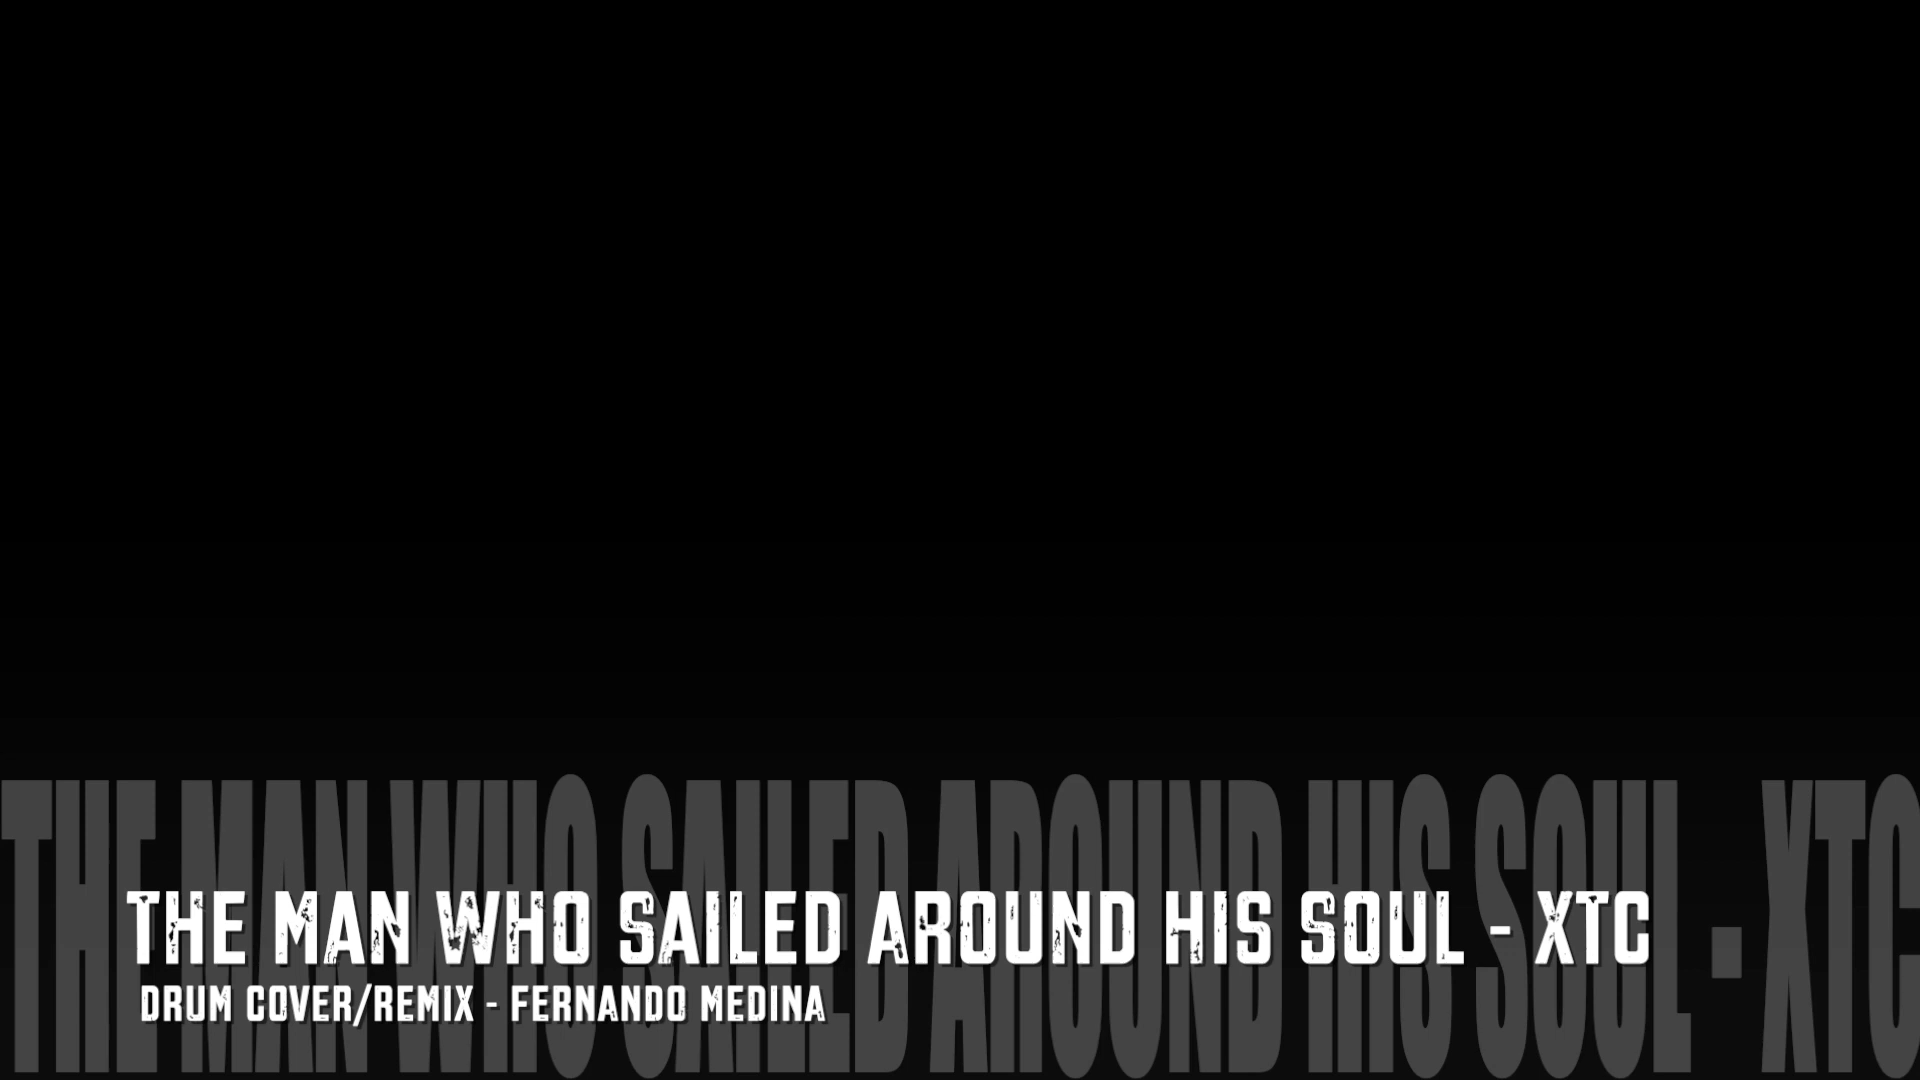 THE MAN WHO SAILED AROUND HIS SOUL - XTC
THE MAN WHO SAILED AROUND HIS SOUL - XTC
DRUM COVER/REMIX - FERNANDO MEDINA